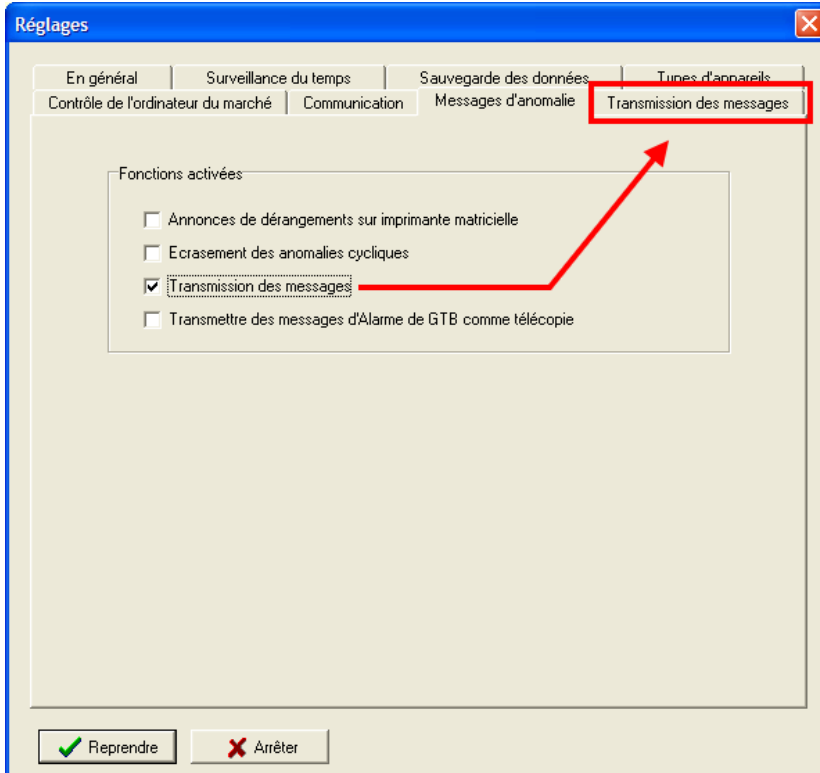 Réglages
En général Surveillance du temps Sauvegarde des données Types d'appareils
Contrôle de l'ordinateur du marché Communication Messages d'anomalie Transmission des messages
Fonctions activées
Annonces de dérangements sur imprimante matricielle
Ecrasement des anomalies cycliques
Transmission des messages
Transmettre des messages d'Alarme de GTB comme télécopie
Reprendre Arrêter